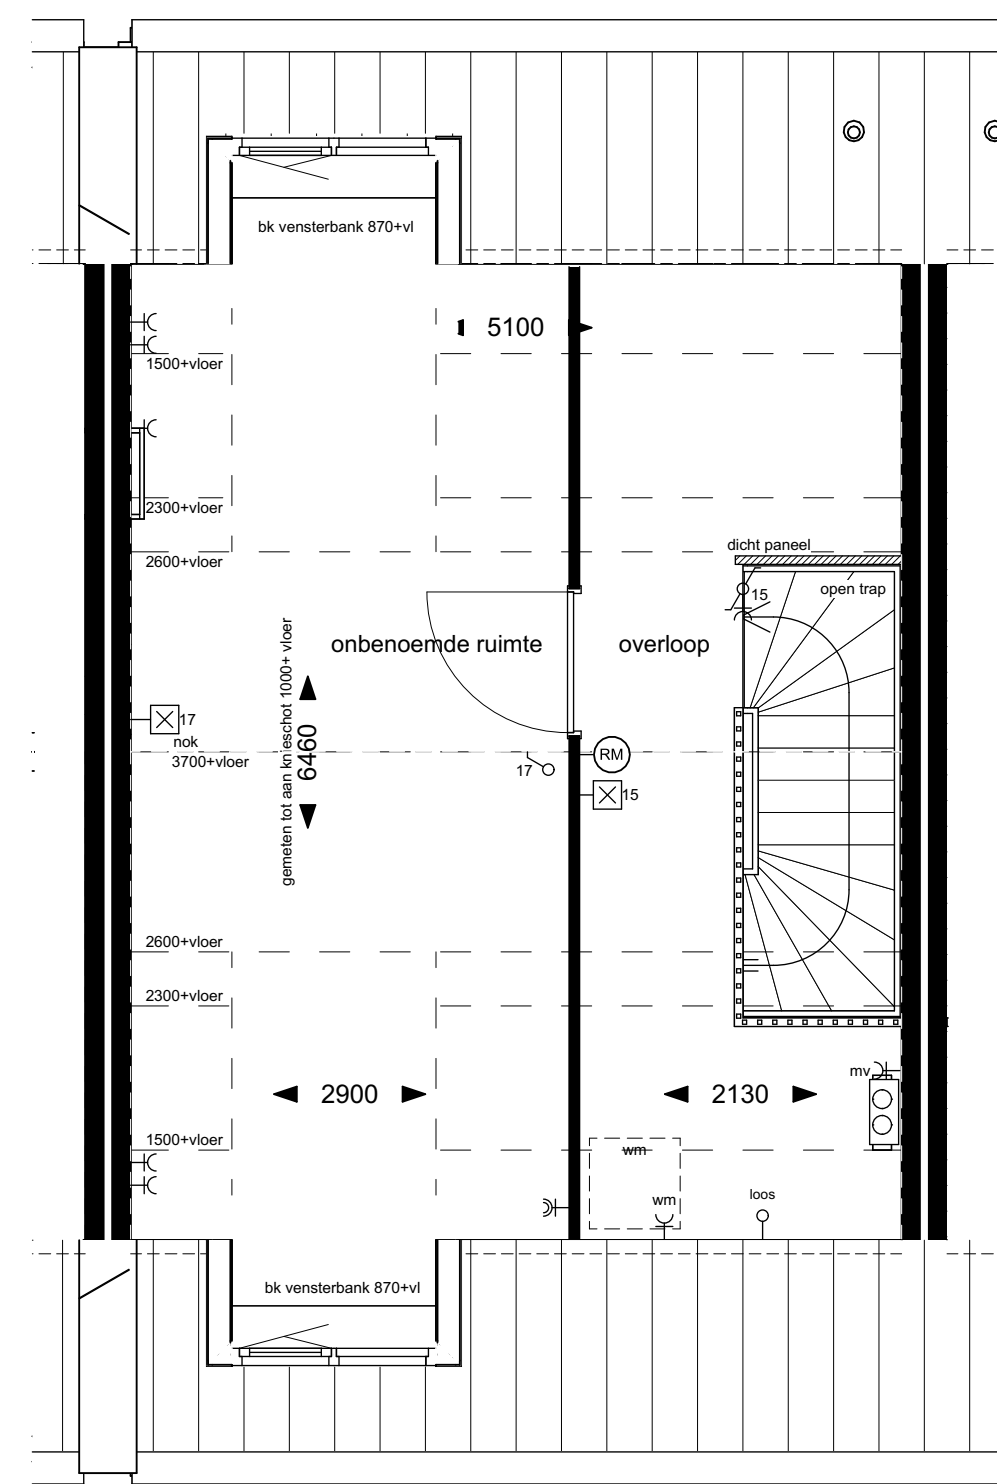 bk vensterbank 870+vl
5100
1500+vloer
2300+vloer
2600+vloer
dicht paneel
open trap
15
onbenoemde ruimte
overloop
gemeten tot aan knieschot 1000+ vloer
6460
17
nok
3700+vloer
17
RM
15
2600+vloer
2300+vloer
2900
2130
mv
1500+vloer
wm
wm
loos
bk vensterbank 870+vl